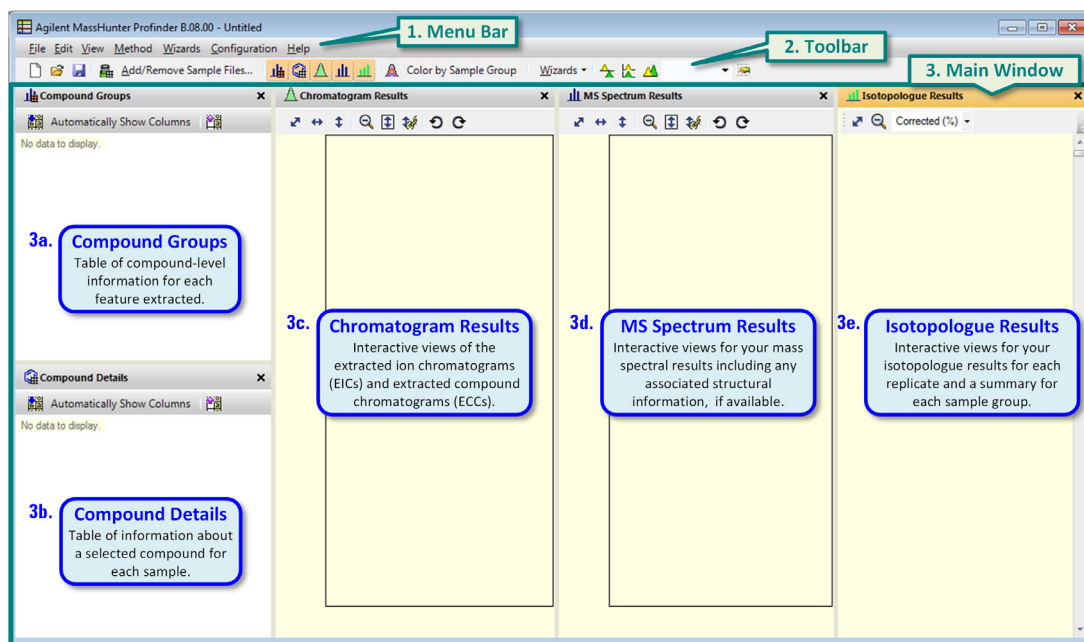 Agilent MassHunter Profinder B.08.00 - Untitled
1. Menu Bar
File Edit View Method Wizards Configuration Help
2. Toolbar
Add/Remove Sample Files... Color by Sample Group Wizards
3. Main Window
Compound Groups
Automatically Show Columns
No data to display.
3a. Compound Groups
Table of compound-level
information for each
feature extracted.
Compound Details
Automatically Show Columns
No data to display.
3b. Compound Details
Table of information about
a selected compound for
each sample.
Chromatogram Results
3c. Chromatogram Results
Interactive views of the
extracted ion chromatograms
(EICs) and extracted compound
chromatograms (ECCs).
MS Spectrum Results
3d. MS Spectrum Results
Interactive views for your mass
spectral results including any
associated structural
information, if available.
Isotopologue Results
Corrected (%)
3e. Isotopologue Results
Interactive views for your
isotopologue results for each
replicate and a summary for
each sample group.